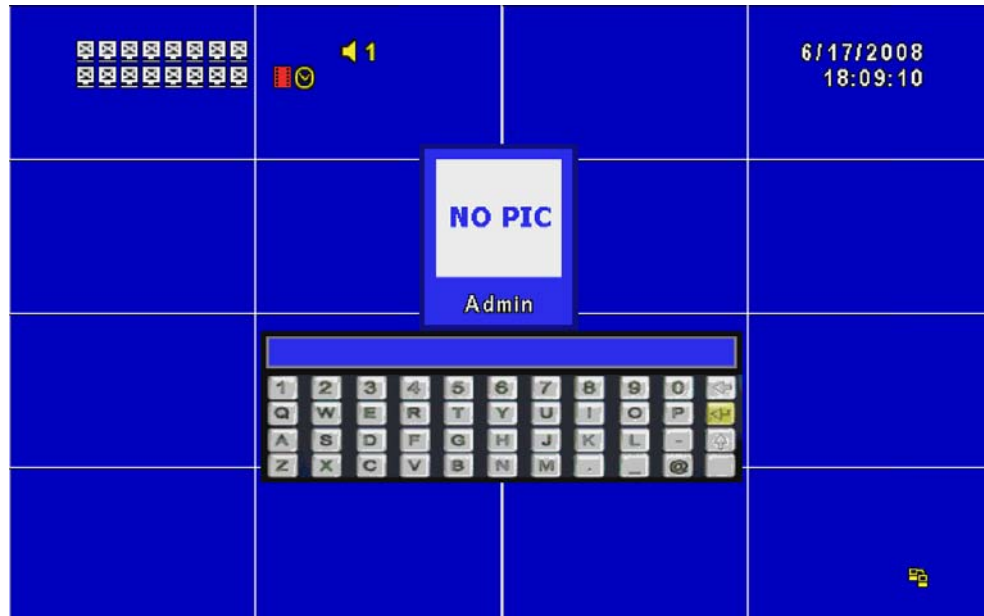 1
6/17/2008
18:09:10
NO PIC
Admin
1 2 3 4 5 6 7 8 9 0
Q W E R T Y U I O P
A S D F G H J K L -
Z X C V B N M . _ @